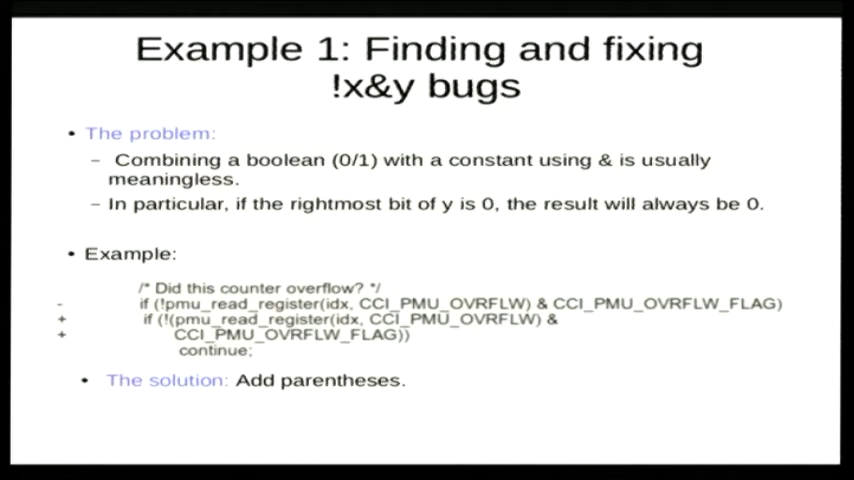 Example 1: Finding and fixing
!x&y bugs
• The problem:
– Combining a boolean (0/1) with a constant using & is usually
meaningless.
– In particular, if the rightmost bit of y is 0, the result will always be 0.
• Example:
/* Did this counter overflow? */
- if (!pmu_read_register(idx, CCI_PMU_OVRFLW) & CCI_PMU_OVRFLW_FLAG)
+ if (!(pmu_read_register(idx, CCI_PMU_OVRFLW) &
+ CCI_PMU_OVRFLW_FLAG))
continue;
• The solution: Add parentheses.